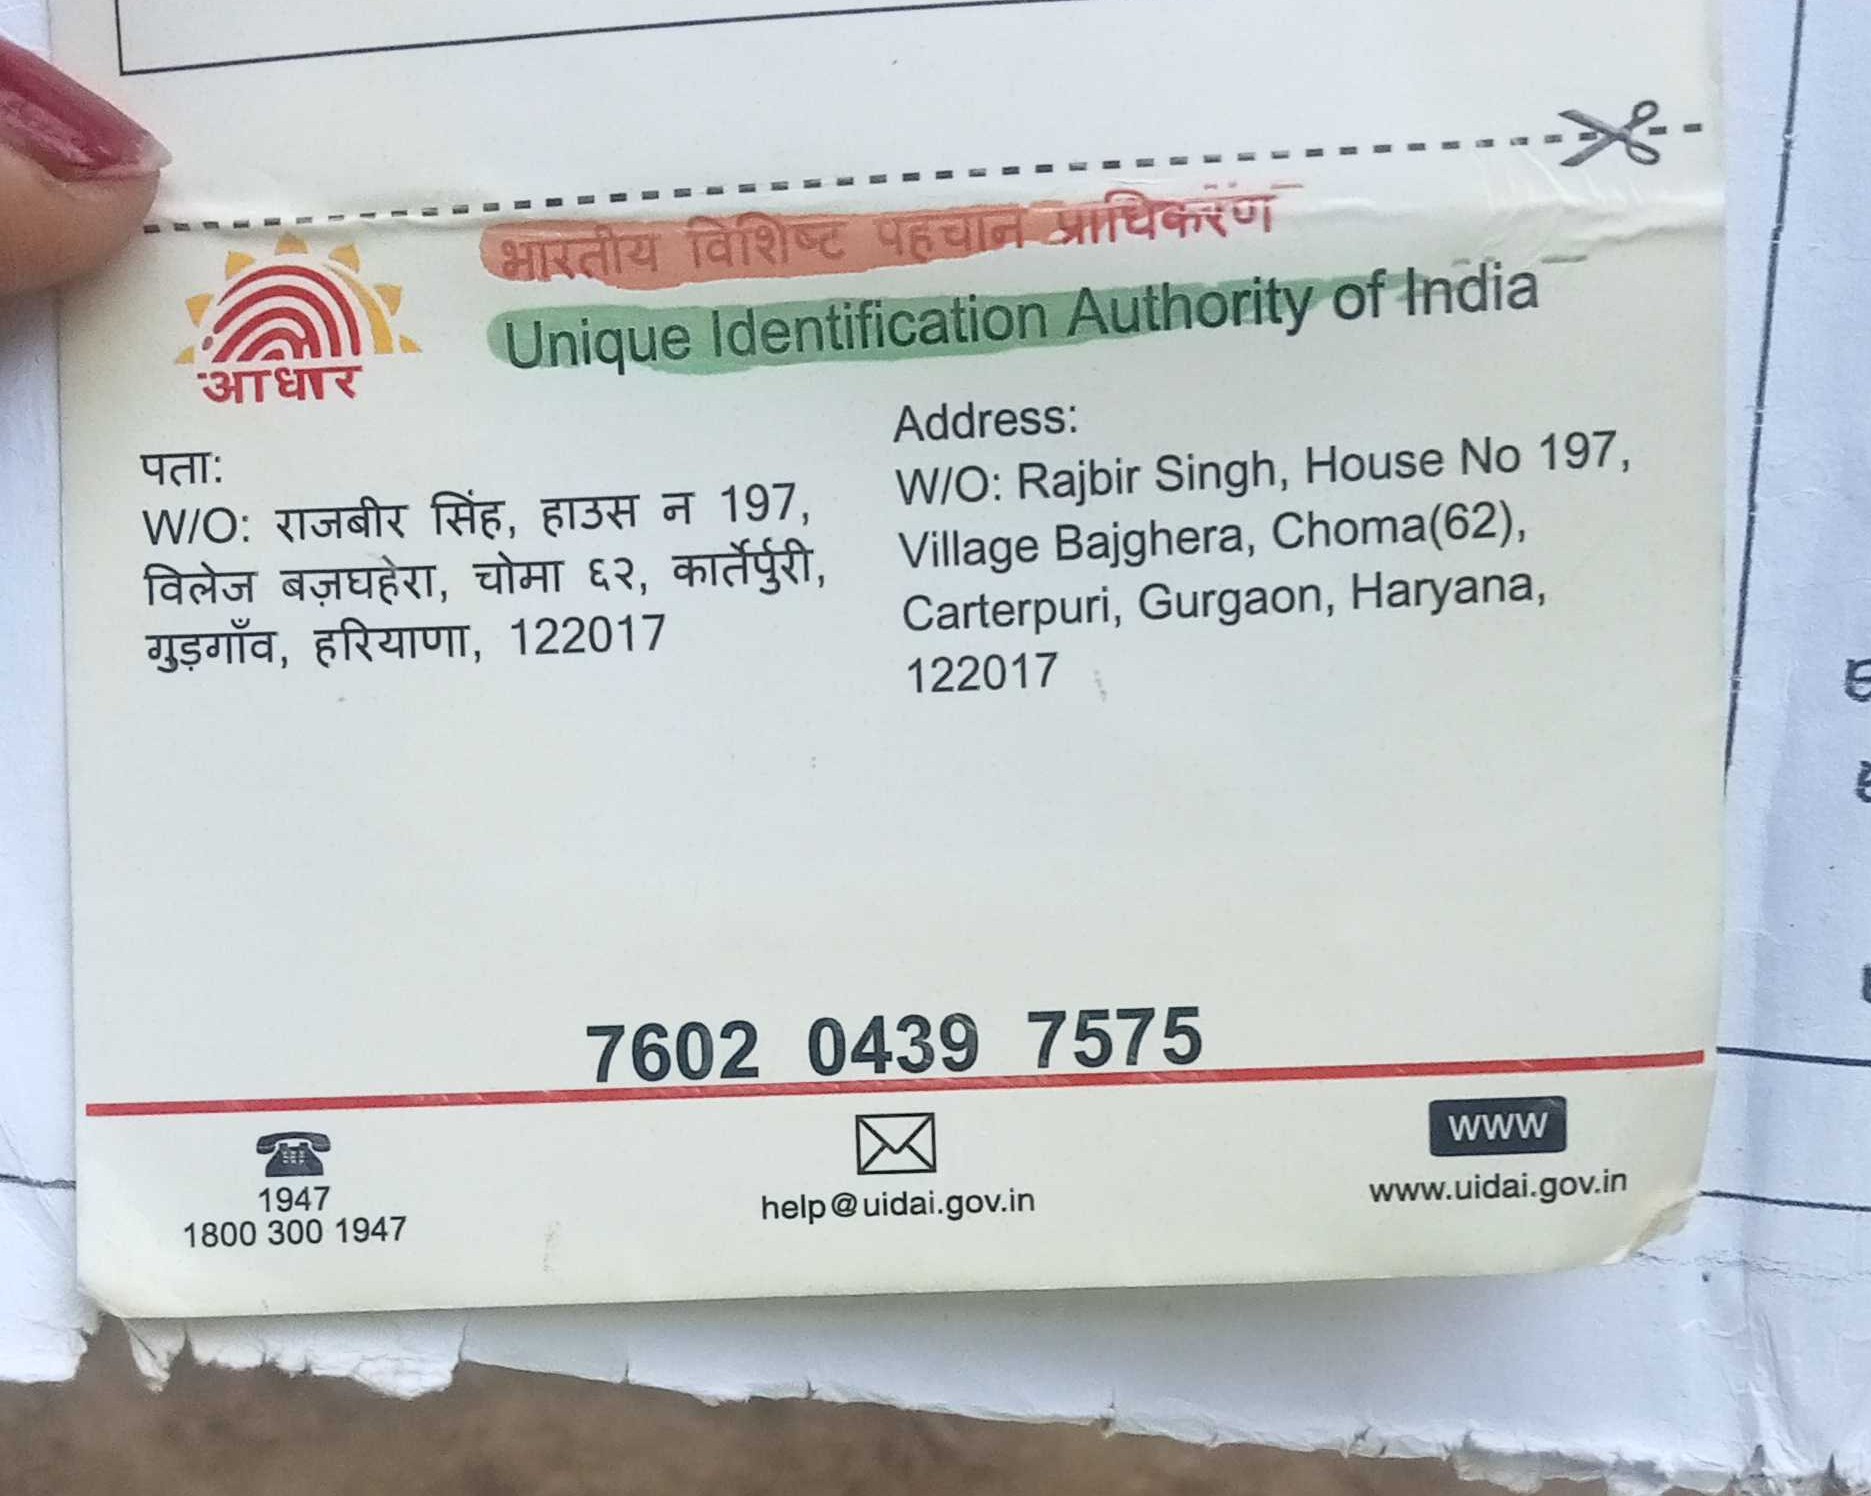 भारतीय विशिष्ट पहचान प्राधिकरण
Unique Identification Authority of India
आधार
पता:
W/O: राजबीर सिंह, हाउस न 197,
विलेज बज़घहेरा, चोमा ६२, कार्तेर्पुरी,
गुड़गाँव, हरियाणा, 122017
Address:
W/O: Rajbir Singh, House No 197,
Village Bajghera, Choma(62),
Carterpuri, Gurgaon, Haryana,
122017
7602 0439 7575
1947
1800 300 1947
help@uidai.gov.in
www
www.uidai.gov.in